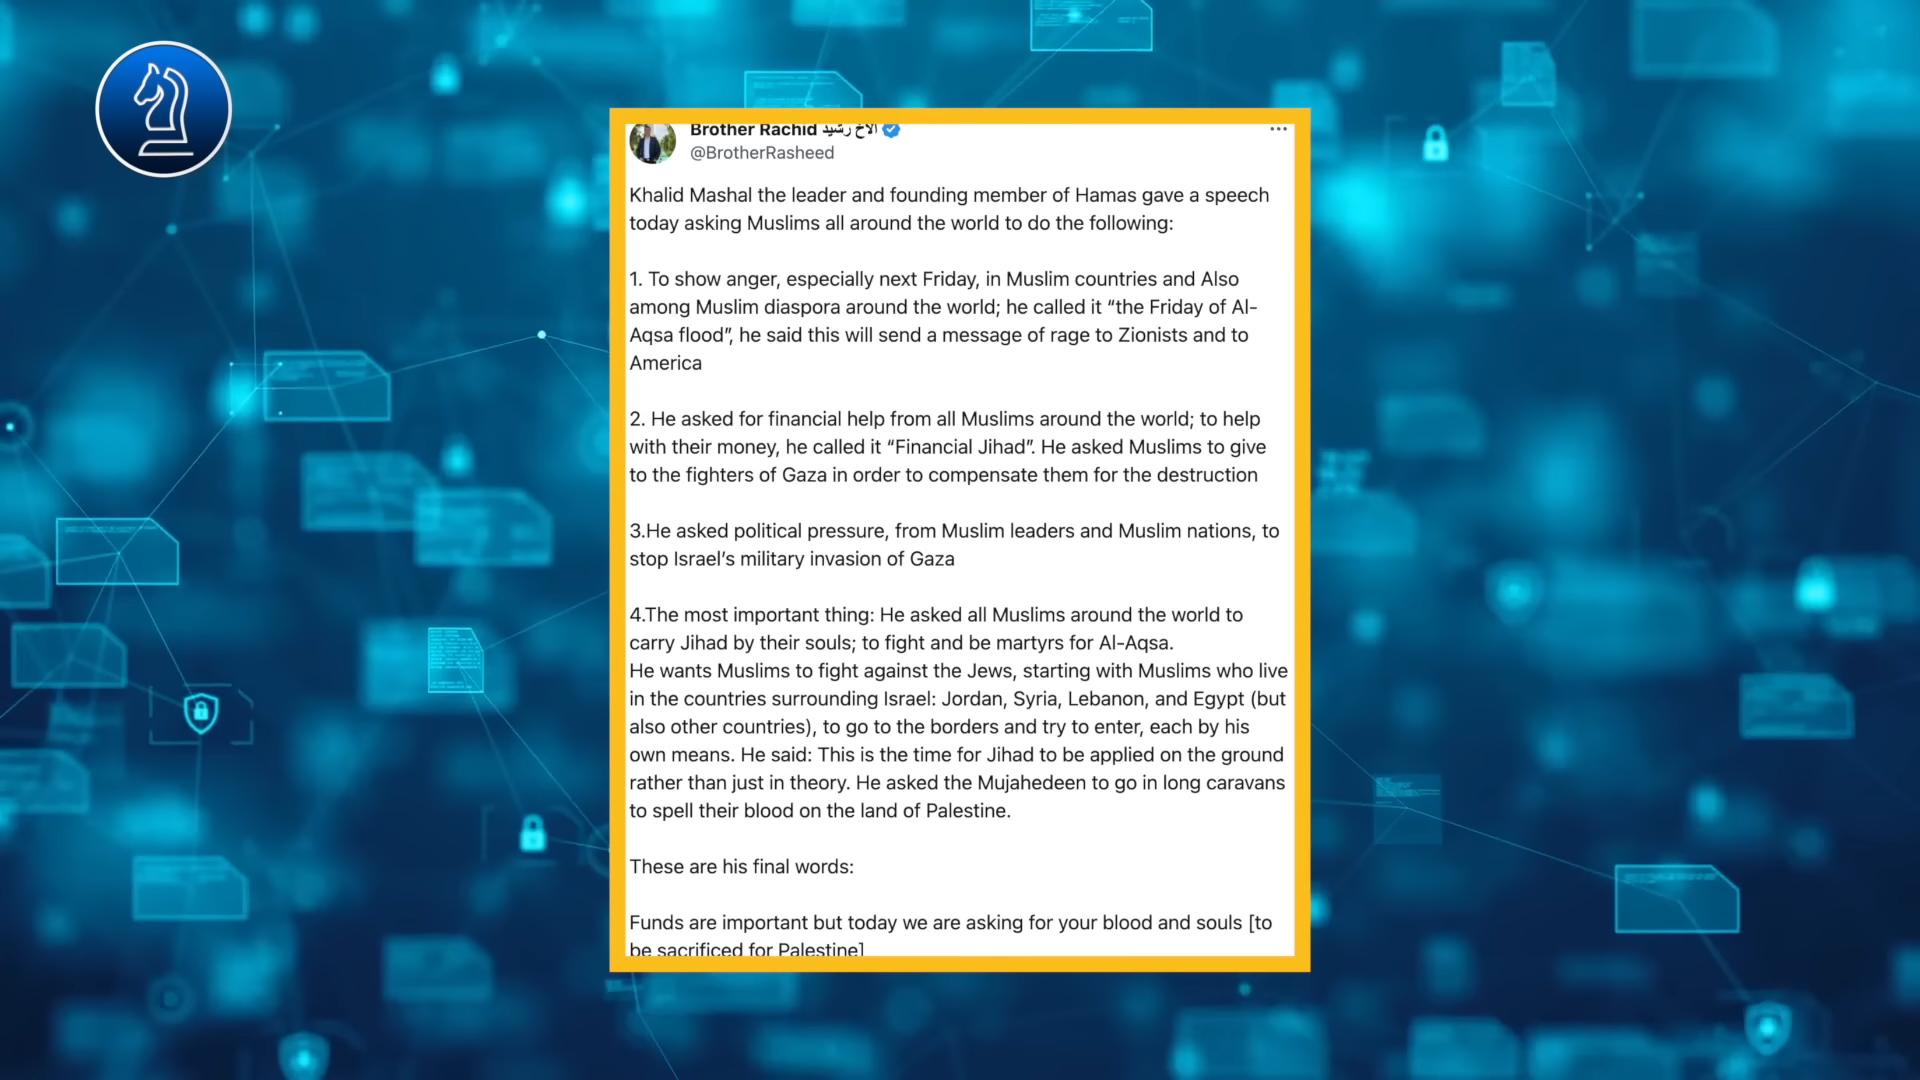 Brother Rachid الأخ رشيد
@BrotherRasheed
Khalid Mashal the leader and founding member of Hamas gave a speech
today asking Muslims all around the world to do the following:
1. To show anger, especially next Friday, in Muslim countries and Also
among Muslim diaspora around the world; he called it “the Friday of Al-
Aqsa flood”, he said this will send a message of rage to Zionists and to
America
2. He asked for financial help from all Muslims around the world; to help
with their money, he called it “Financial Jihad”. He asked Muslims to give
to the fighters of Gaza in order to compensate them for the destruction
3.He asked political pressure, from Muslim leaders and Muslim nations, to
stop Israel’s military invasion of Gaza
4.The most important thing: He asked all Muslims around the world to
carry Jihad by their souls; to fight and be martyrs for Al-Aqsa.
He wants Muslims to fight against the Jews, starting with Muslims who live
in the countries surrounding Israel: Jordan, Syria, Lebanon, and Egypt (but
also other countries), to go to the borders and try to enter, each by his
own means. He said: This is the time for Jihad to be applied on the ground
rather than just in theory. He asked the Mujahedeen to go in long caravans
to spell their blood on the land of Palestine.
These are his final words:
Funds are important but today we are asking for your blood and souls [to
be sacrificed for Palestine]